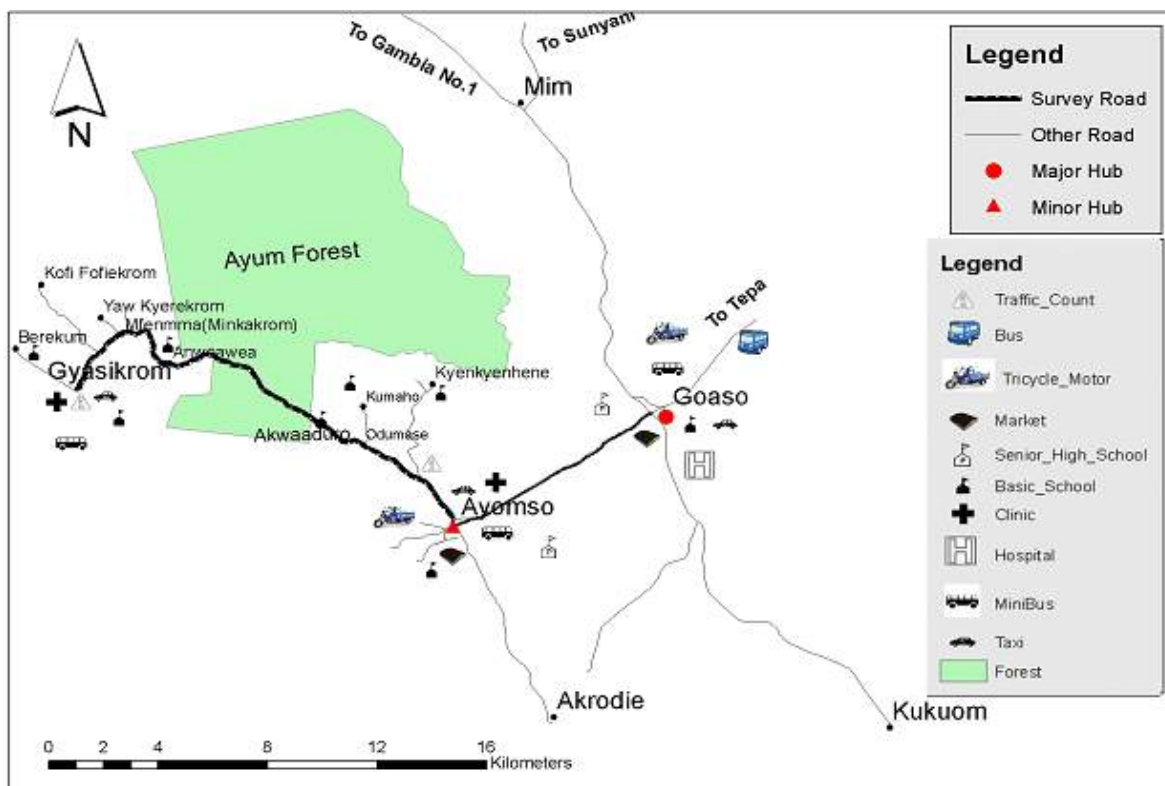 To Gambia No.1
To Sunyani
Mim
N
Ayum Forest
Kofi Fofiekrom
Yaw Kyerekrom
Mfenmma(Minkakrom)
Berekum
Anwaawea
Gyasikrom
Kyenkyenhene
Kumaho
Akwaaduro
Odumase
To Tepa
Goaso
Ayomso
Akrodie
Kukuom
0 2 4 8 12 16
Kilometers
Legend
Survey Road
Other Road
Major Hub
Minor Hub
Legend
Traffic_Count
Bus
Tricycle_Motor
Market
Senior_High_School
Basic_School
Clinic
Hospital
MiniBus
Taxi
Forest
H